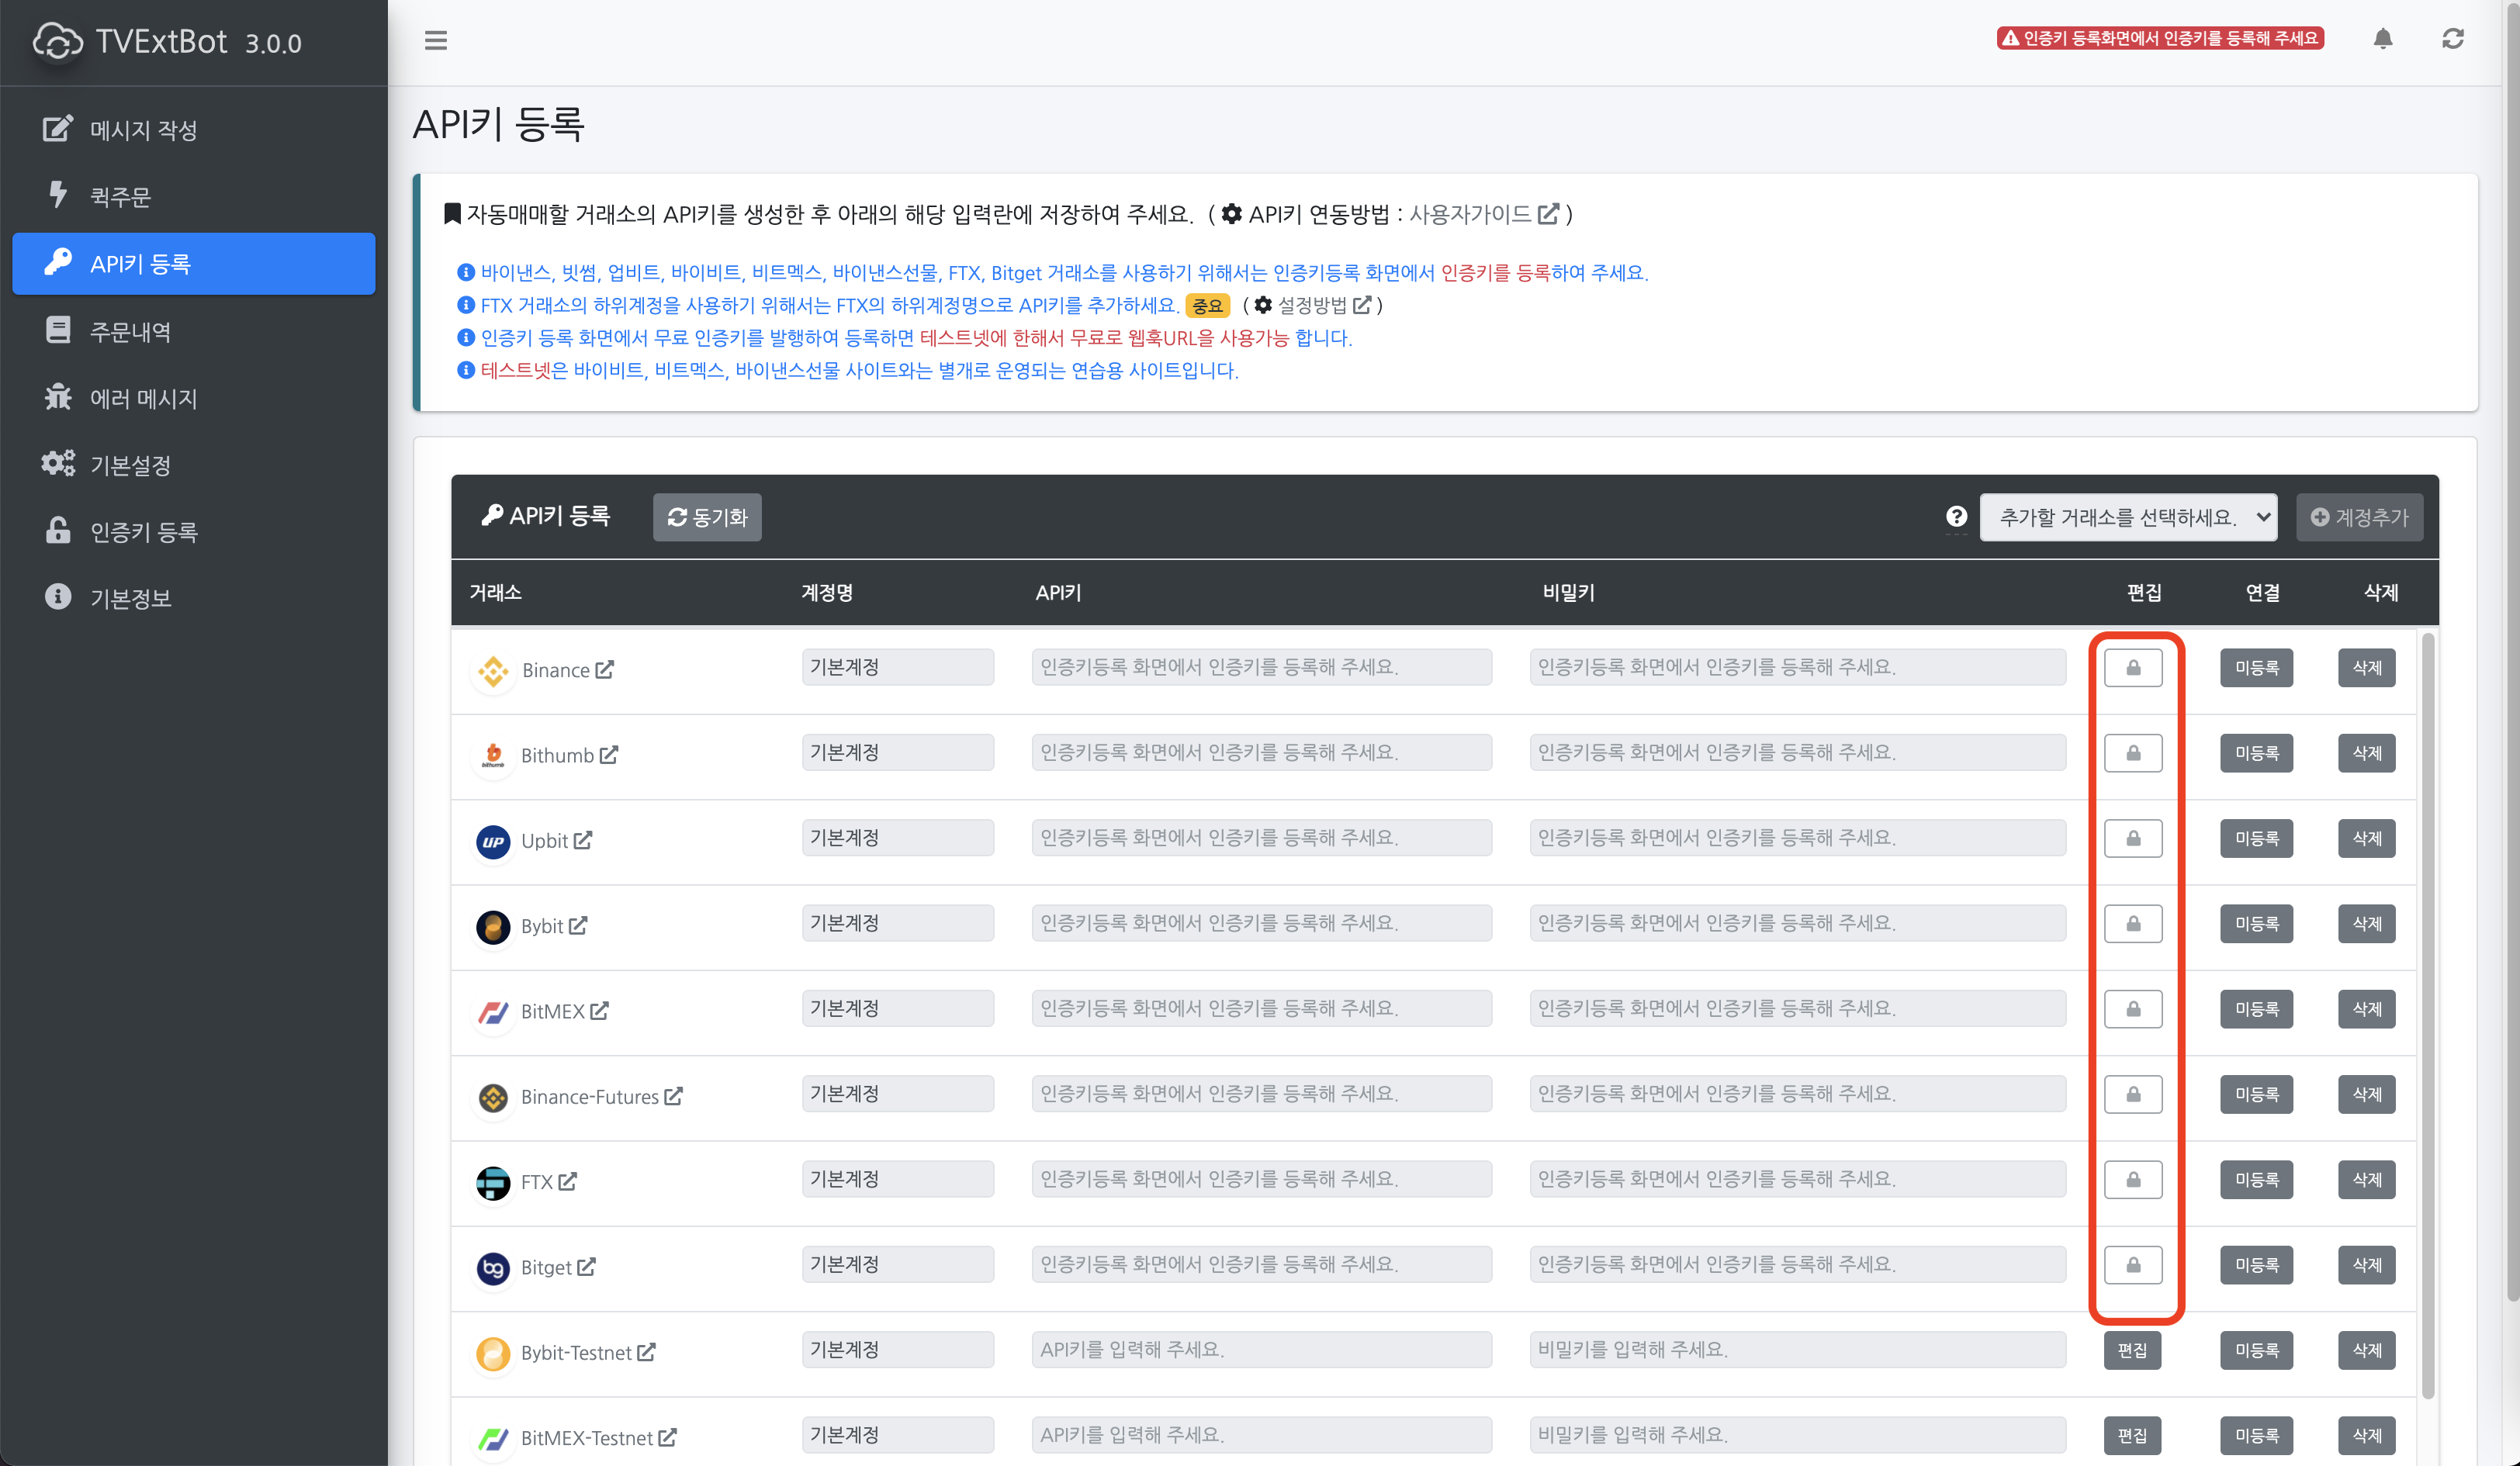 TVExtBot 3.0.0
인증키 등록화면에서 인증키를 등록해 주세요
메시지 작성
퀵주문
API키 등록
주문내역
에러 메시지
기본설정
인증키 등록
기본정보
API키 등록
자동매매할 거래소의 API키를 생성한 후 아래의 해당 입력란에 저장하여 주세요. ( API키 연동방법 : 사용자가이드 )
바이낸스, 빗썸, 업비트, 바이비트, 비트멕스, 바이낸스선물, FTX, Bitget 거래소를 사용하기 위해서는 인증키등록 화면에서 인증키를 등록하여 주세요.
FTX 거래소의 하위계정을 사용하기 위해서는 FTX의 하위계정명으로 API키를 추가하세요. 중요 ( 설정방법 )
인증키 등록 화면에서 무료 인증키를 발행하여 등록하면 테스트넷에 한해서 무료로 웹훅URL을 사용가능 합니다.
테스트넷은 바이비트, 비트멕스, 바이낸스선물 사이트와는 별개로 운영되는 연습용 사이트입니다.
API키 등록 동기화 추가할 거래소를 선택하세요. 계정추가
거래소 계정명 API키 비밀키 편집 연결 삭제
Binance 기본계정 인증키등록 화면에서 인증키를 등록해 주세요. 인증키등록 화면에서 인증키를 등록해 주세요. 미등록 삭제
bithumb Bithumb 기본계정 인증키등록 화면에서 인증키를 등록해 주세요. 인증키등록 화면에서 인증키를 등록해 주세요. 미등록 삭제
UP Upbit 기본계정 인증키등록 화면에서 인증키를 등록해 주세요. 인증키등록 화면에서 인증키를 등록해 주세요. 미등록 삭제
Bybit 기본계정 인증키등록 화면에서 인증키를 등록해 주세요. 인증키등록 화면에서 인증키를 등록해 주세요. 미등록 삭제
BitMEX 기본계정 인증키등록 화면에서 인증키를 등록해 주세요. 인증키등록 화면에서 인증키를 등록해 주세요. 미등록 삭제
Binance-Futures 기본계정 인증키등록 화면에서 인증키를 등록해 주세요. 인증키등록 화면에서 인증키를 등록해 주세요. 미등록 삭제
FTX 기본계정 인증키등록 화면에서 인증키를 등록해 주세요. 인증키등록 화면에서 인증키를 등록해 주세요. 미등록 삭제
bg Bitget 기본계정 인증키등록 화면에서 인증키를 등록해 주세요. 인증키등록 화면에서 인증키를 등록해 주세요. 미등록 삭제
Bybit-Testnet 기본계정 API키를 입력해 주세요. 비밀키를 입력해 주세요. 편집 미등록 삭제
BitMEX-Testnet 기본계정 API키를 입력해 주세요. 비밀키를 입력해 주세요. 편집 미등록 삭제